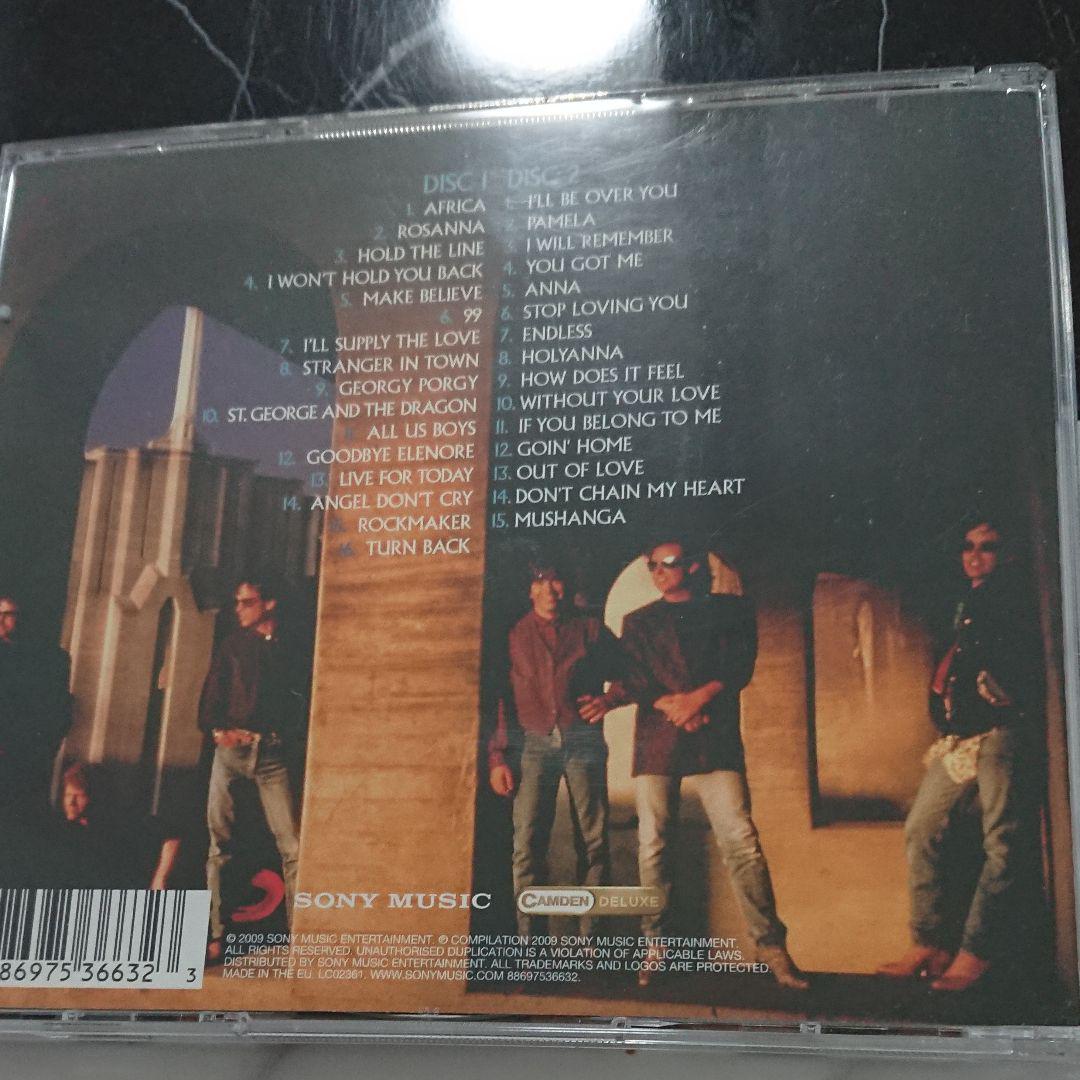 DISC 1
1. AFRICA
2. ROSANNA
3. HOLD THE LINE
4. I WON'T HOLD YOU BACK
5. MAKE BELIEVE
6. 99
7. I'LL SUPPLY THE LOVE
8. STRANGER IN TOWN
9. GEORGY PORGY
10. ST. GEORGE AND THE DRAGON
11. ALL US BOYS
12. GOODBYE ELENORE
13. LIVE FOR TODAY
14. ANGEL DON'T CRY
15. ROCKMAKER
16. TURN BACK
DISC 2
1. I'LL BE OVER YOU
2. PAMELA
3. I WILL REMEMBER
4. YOU GOT ME
5. ANNA
6. STOP LOVING YOU
7. ENDLESS
8. HOLYANNA
9. HOW DOES IT FEEL
10. WITHOUT YOUR LOVE
11. IF YOU BELONG TO ME
12. GOIN' HOME
13. OUT OF LOVE
14. DON'T CHAIN MY HEART
15. MUSHANGA
SONY MUSIC
CAMDEN DELUXE
© 2009 SONY MUSIC ENTERTAINMENT. ℗ COMPILATION 2009 SONY MUSIC ENTERTAINMENT.
ALL RIGHTS RESERVED. UNAUTHORISED DUPLICATION IS A VIOLATION OF APPLICABLE LAWS.
DISTRIBUTED BY SONY MUSIC ENTERTAINMENT. ALL TRADEMARKS AND LOGOS ARE PROTECTED.
MADE IN THE EU. LC02361. WWW.SONYMUSIC.COM 88697536632.
86975 36632 3